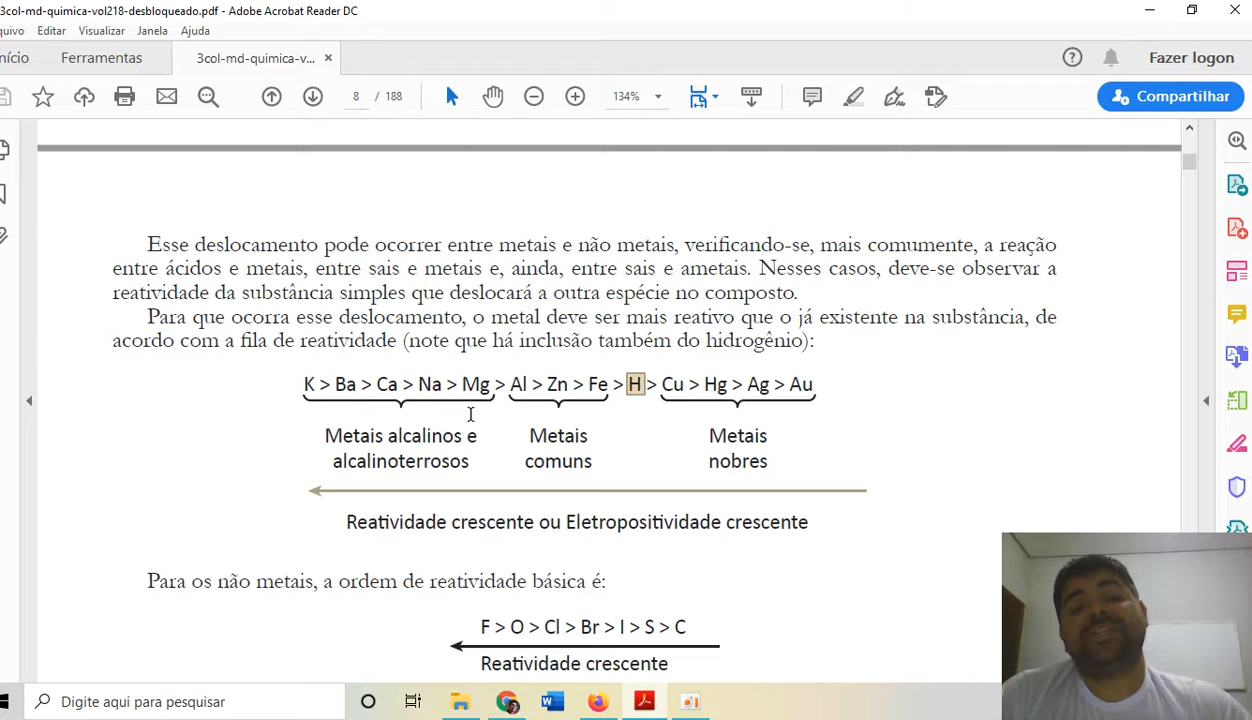 3col-md-quimica-vol218-desbloqueado.pdf - Adobe Acrobat Reader DC
quivo Editar Visualizar Janela Ajuda
nício Ferramentas 3col-md-quimica-v... × Fazer logon
8 / 188 134% Compartilhar
Esse deslocamento pode ocorrer entre metais e não metais, verificando-se, mais comumente, a reação
entre ácidos e metais, entre sais e metais e, ainda, entre sais e ametais. Nesses casos, deve-se observar a
reatividade da substância simples que deslocará a outra espécie no composto.
Para que ocorra esse deslocamento, o metal deve ser mais reativo que o já existente na substância, de
acordo com a fila de reatividade (note que há inclusão também do hidrogênio):
K > Ba > Ca > Na > Mg > Al > Zn > Fe > H > Cu > Hg > Ag > Au
Metais alcalinos e Metais Metais
alcalinoterrosos comuns nobres
Reatividade crescente ou Eletropositividade crescente
Para os não metais, a ordem de reatividade básica é:
F > O > Cl > Br > I > S > C
Reatividade crescente
Digite aqui para pesquisar